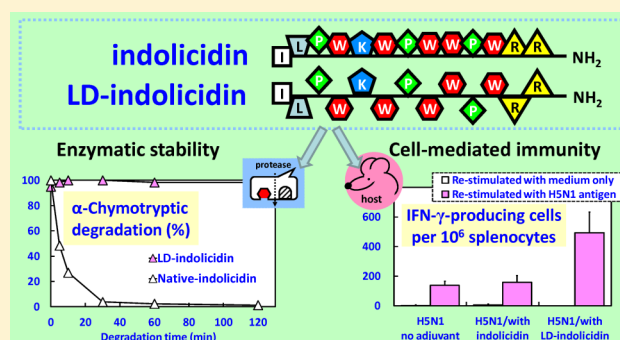 indolicidin
I L P W K W P W W P W R R NH2
LD-indolicidin
I L P W K W P W W P W R R NH2
Enzymatic stability
Cell-mediated immunity
protease
host
100
80
60
40
20
0
α-Chymotryptic
degradation (%)
LD-indolicidin
Native-indolicidin
0 20 40 60 80 100 120
Degradation time (min)
Re-stimulated with medium only
Re-stimulated with H5N1 antigen
IFN-γ-producing cells
per 10⁶ splenocytes
600
400
200
0
H5N1
no adjuvant
H5N1/with
indolicidin
H5N1/with
LD-indolicidin